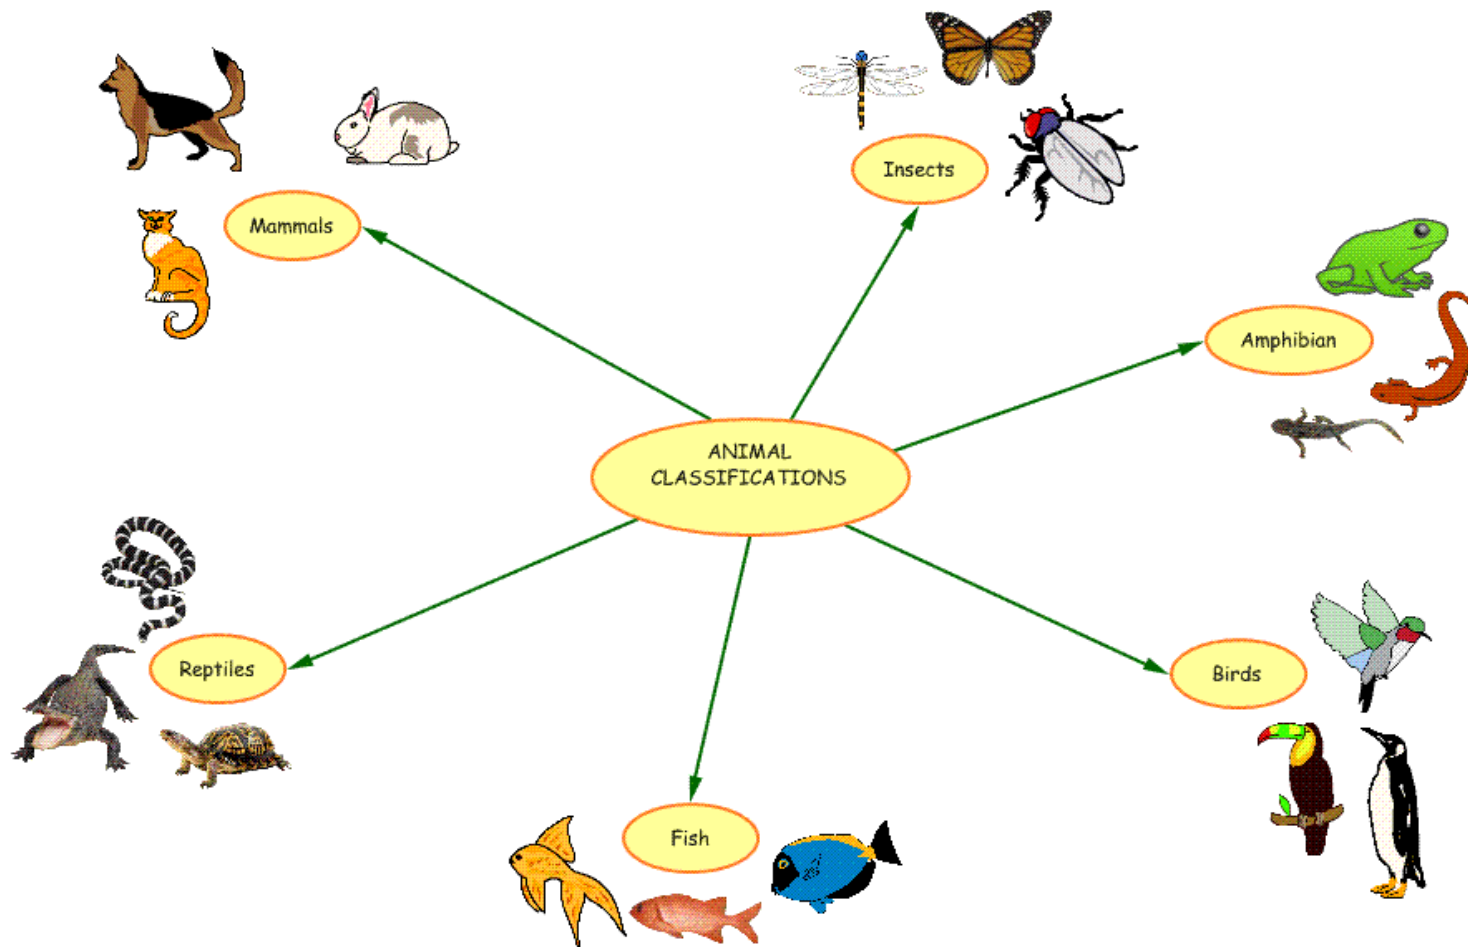 Insects
Mammals
Amphibian
ANIMAL
CLASSIFICATIONS
Reptiles
Birds
Fish